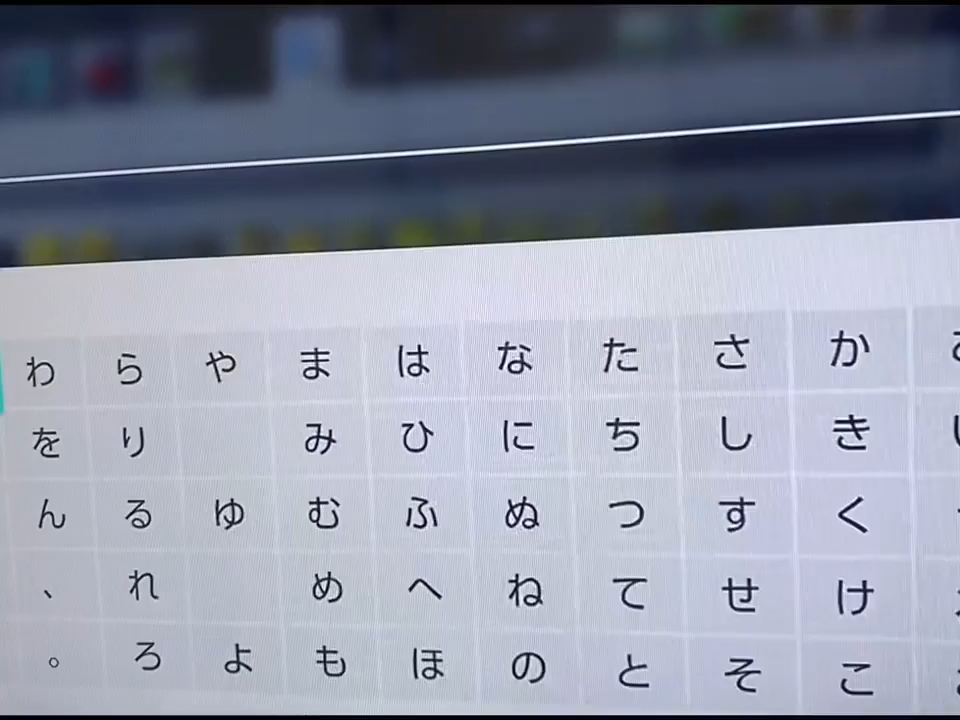 わ ら や ま は な た さ か
を り み ひ に ち し き
ん る ゆ む ふ ぬ つ す く
、 れ め へ ね て せ け
。 ろ よ も ほ の と そ こ